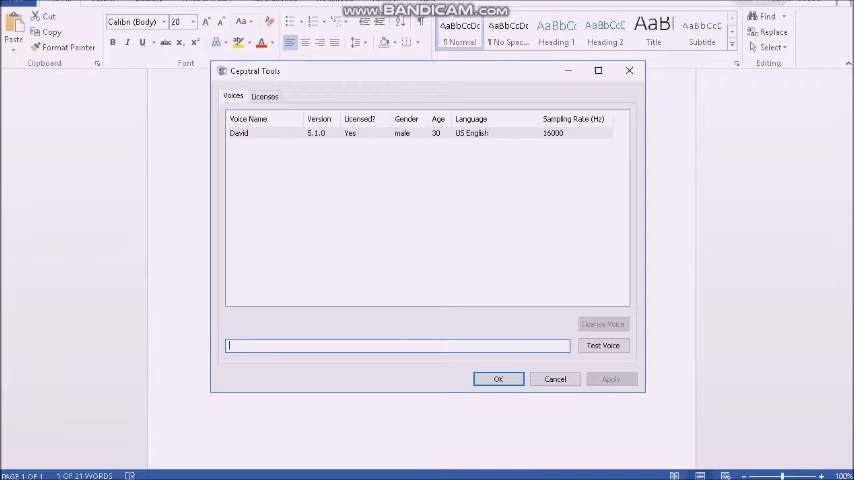 WWW.BANDICAM.COM
Cut
Copy
Format Painter
Paste
Clipboard
Calibri (Body)
20
B I U
Font
AaBbCcDc
¶ Normal
AaBbCcDc
¶ No Spac...
AaBbC
Heading 1
AaBbCc
Heading 2
AaB
Title
AaBbCcC
Subtitle
Find
Replace
Select
Editing
Cepstral Tools
Voices Licenses
Voice Name Version Licensed? Gender Age Language Sampling Rate (Hz)
David 5.1.0 Yes male 30 US English 16000
License Voice
Test Voice
OK Cancel Apply
PAGE 1 OF 1 1 OF 21 WORDS 100%